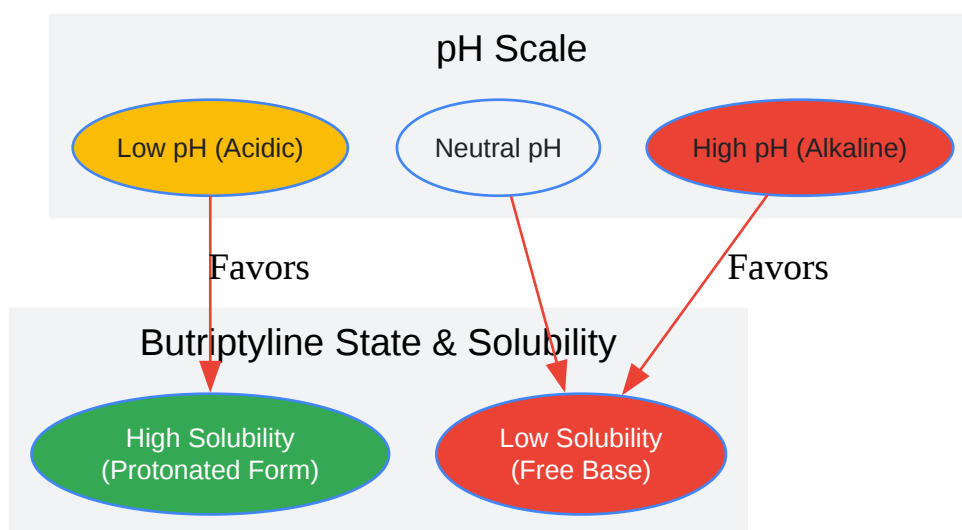 pH Scale
Low pH (Acidic)
Neutral pH
High pH (Alkaline)
Favors
Favors
Butriptyline State & Solubility
High Solubility
(Protonated Form)
Low Solubility
(Free Base)